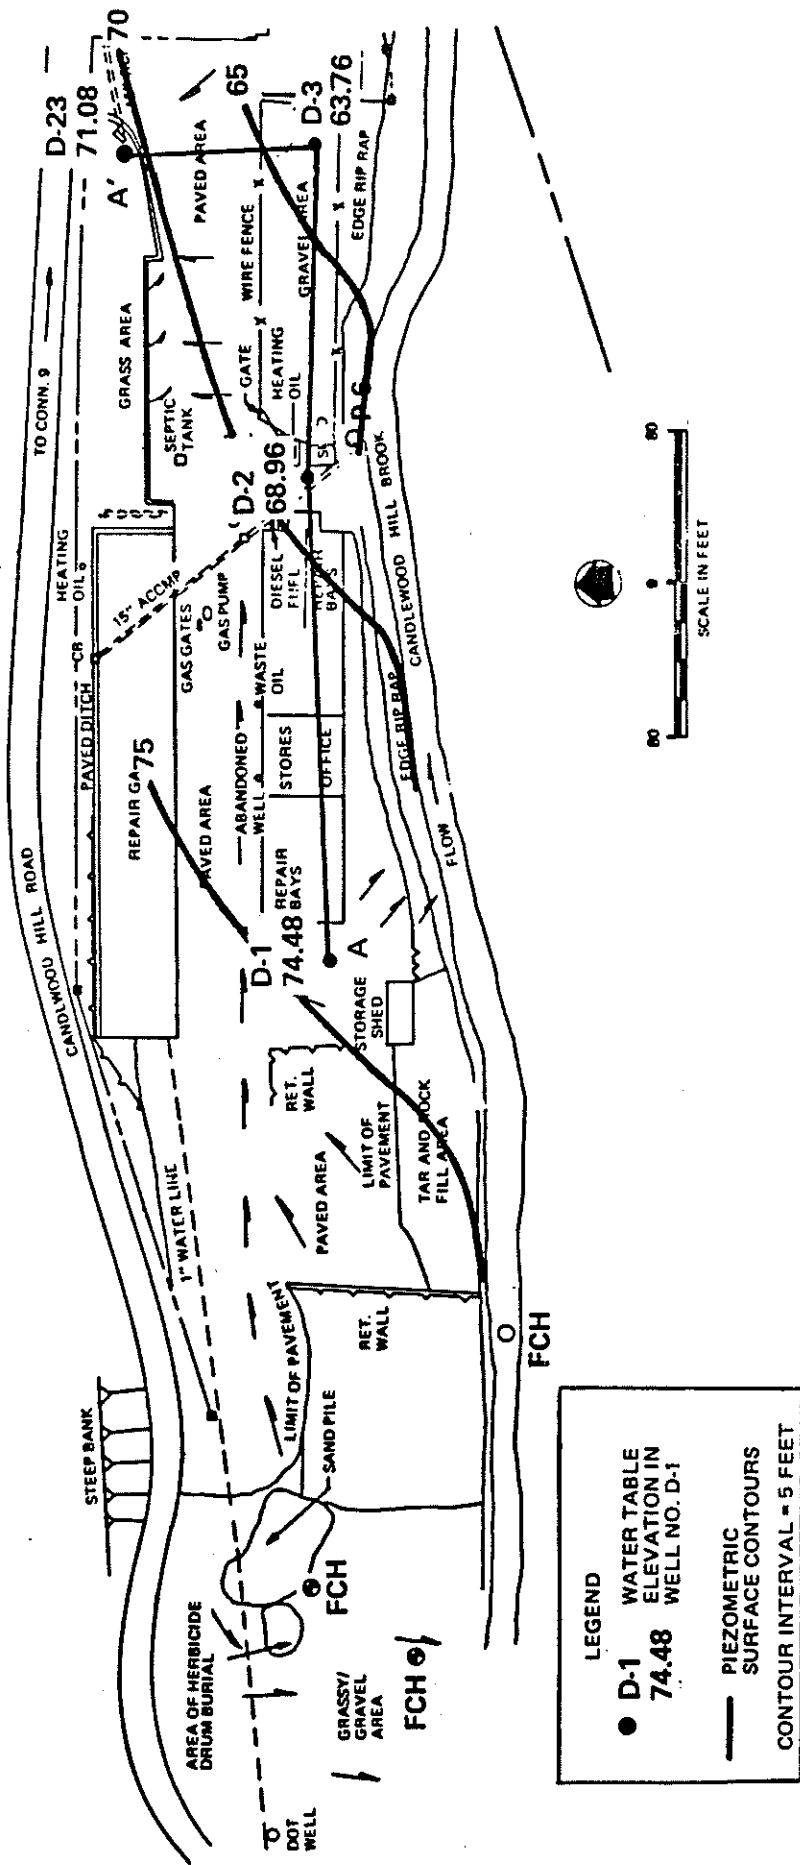 STEEP BANK
CANDLWOOD HILL ROAD
TO CONN. 9
D-23
71.08
70
A'
HEATING
OIL
PAVED DITCH
CB
GRASS AREA
PAVED AREA
65
REPAIR GA
75
15" ACCMP
SEPTIC
TANK
1" WATER LINE
GAS GATES
GAS PUMP
D-2
68.96
GATE
WIRE FENCE
D-3
63.76
AREA OF HERBICIDE
DRUM BURIAL
PAVED AREA
ABANDONED
WELL
WASTE
OIL
DIESEL
FUEL
HEATING
OIL
GRAVEL AREA
EDGE RIP RAP
D-1
74.48
REPAIR
BAYS
STORES
OFFICE
REPAIR
BAYS
A
LIMIT OF PAVEMENT
SAND PILE
RET.
WALL
PAVED AREA
RET.
WALL
LIMIT OF
PAVEMENT
STORAGE
SHED
TAR AND ROCK
FILL AREA
EDGE RIP RAP
FLOW
CANDLEWOOD HILL BROOK
DOT
WELL
GRASSY/
GRAVEL
AREA
FCH
FCH
FCH
LEGEND
D-1
74.48
WATER TABLE
ELEVATION IN
WELL NO. D-1
PIEZOMETRIC
SURFACE CONTOURS
CONTOUR INTERVAL = 5 FEET
80 0 80
SCALE IN FEET